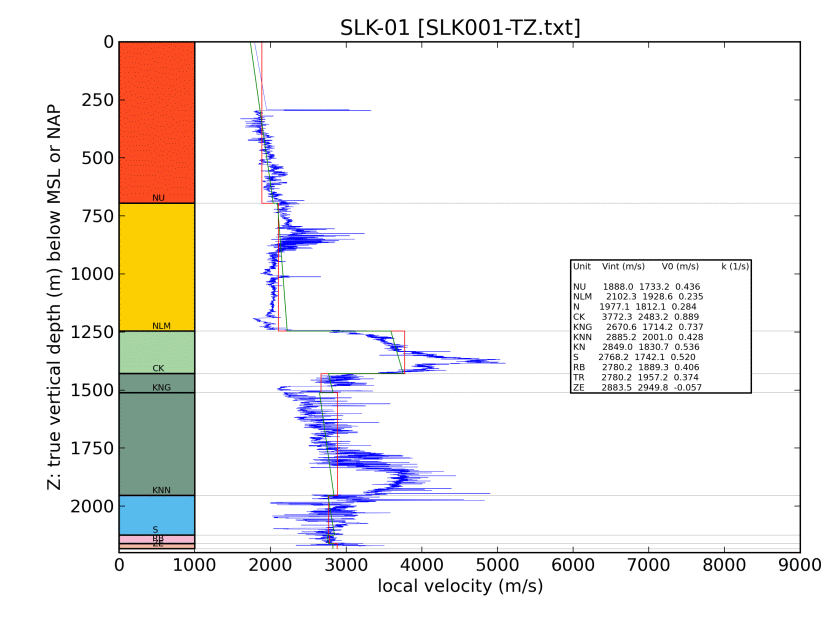 SLK-01 [SLK001-TZ.txt]
0
250
500
750
1000
1250
1500
1750
2000
Z: true vertical depth (m) below MSL or NAP
NU
NLM
CK
KNG
KNN
S
RB
ZE
Unit Vint (m/s) V0 (m/s) k (1/s)
NU 1888.0 1733.2 0.436
NLM 2102.3 1928.6 0.235
N 1977.1 1812.1 0.284
CK 3772.3 2483.2 0.889
KNG 2670.6 1714.2 0.737
KNN 2885.2 2001.0 0.428
KN 2849.0 1830.7 0.536
S 2768.2 1742.1 0.520
RB 2780.2 1889.3 0.406
TR 2780.2 1957.2 0.374
ZE 2883.5 2949.8 -0.057
0 1000 2000 3000 4000 5000 6000 7000 8000 9000
local velocity (m/s)